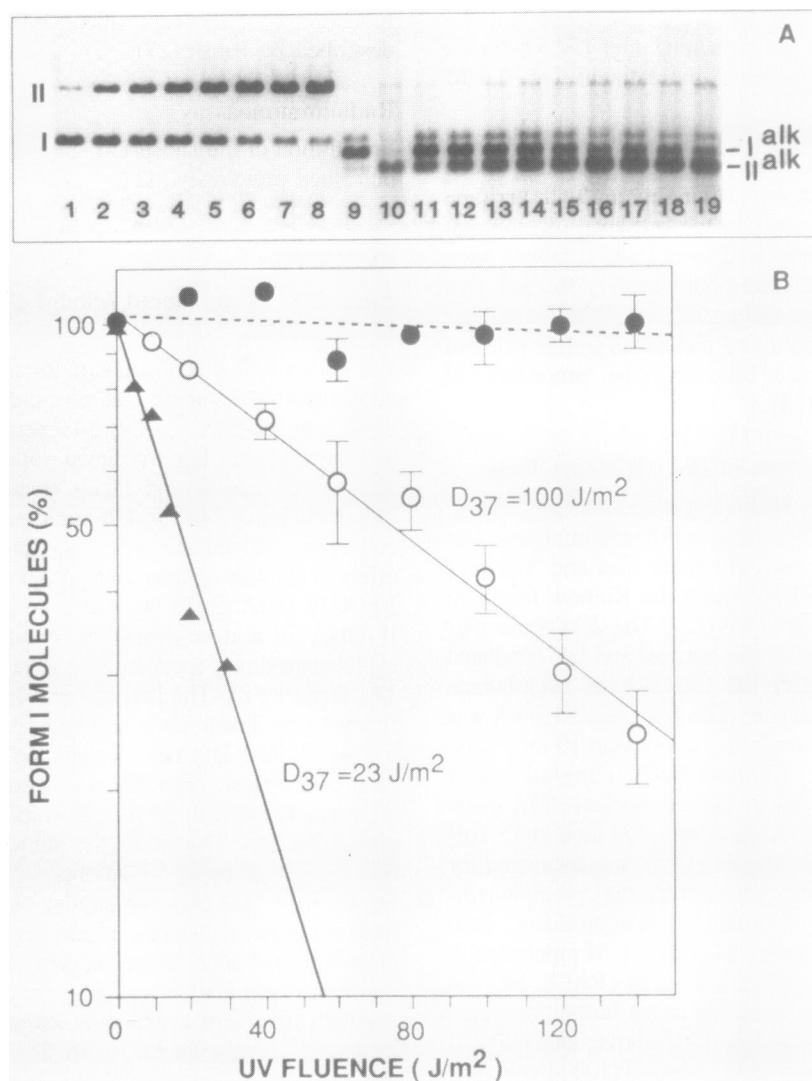 A
II
I
I alk
II alk
1 2 3 4 5 6 7 8 9 10 11 12 13 14 15 16 17 18 19
B
100
50
10
FORM I MOLECULES (%)
D37 =100 J/m2
D37 =23 J/m2
0 40 80 120
UV FLUENCE ( J/m2)